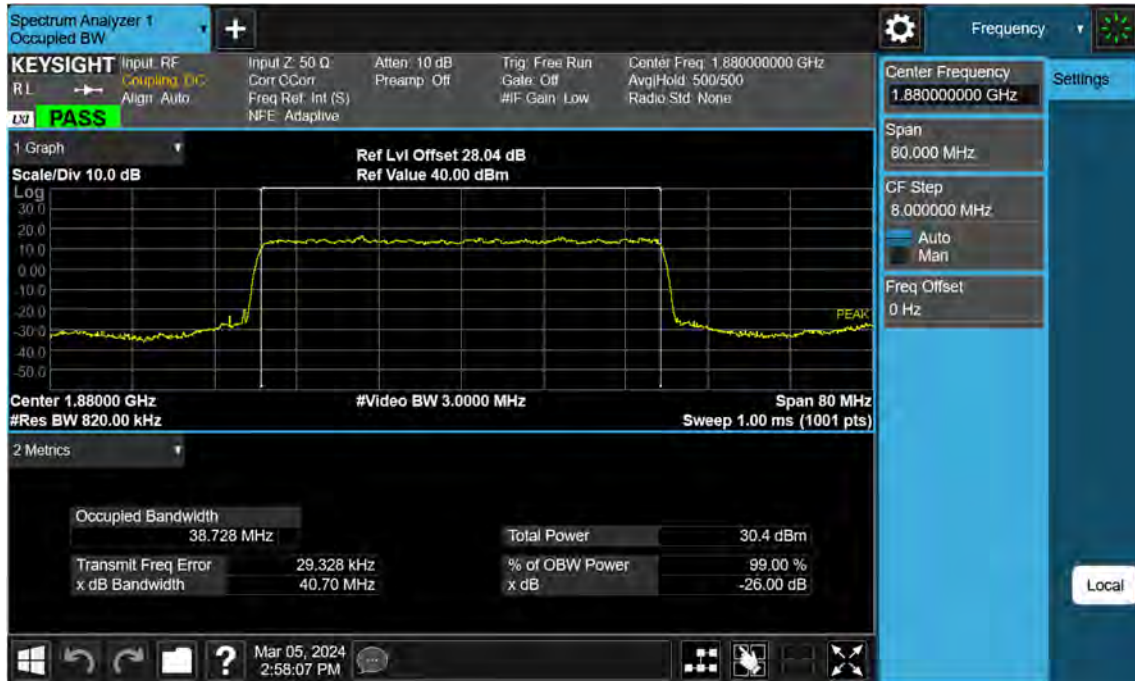 Spectrum Analyzer 1
Occupied BW
+
Frequency
KEYSIGHT Input: RF Input Z: 50 Ω Atten: 10 dB Trig: Free Run Center Freq: 1.880000000 GHz
RL Coupling: DC Corr CCorr Preamp: Off Gate: Off Avg|Hold: 500/500
Align: Auto Freq Ref: Int (S) #IF Gain: Low Radio Std: None
LXI PASS NFE: Adaptive
1 Graph
Ref Lvl Offset 28.04 dB
Scale/Div 10.0 dB Ref Value 40.00 dBm
Log
30.0
20.0
10.0
0.00
-10.0
-20.0
PEAK
-30.0
-40.0
-50.0
Center 1.88000 GHz #Video BW 3.0000 MHz Span 80 MHz
#Res BW 820.00 kHz Sweep 1.00 ms (1001 pts)
2 Metrics
Occupied Bandwidth
38.728 MHz Total Power 30.4 dBm
Transmit Freq Error 29.328 kHz % of OBW Power 99.00 %
x dB Bandwidth 40.70 MHz x dB -26.00 dB
Center Frequency
1.880000000 GHz
Settings
Span
80.000 MHz
CF Step
8.000000 MHz
Auto
Man
Freq Offset
0 Hz
Local
?
Mar 05, 2024
2:58:07 PM